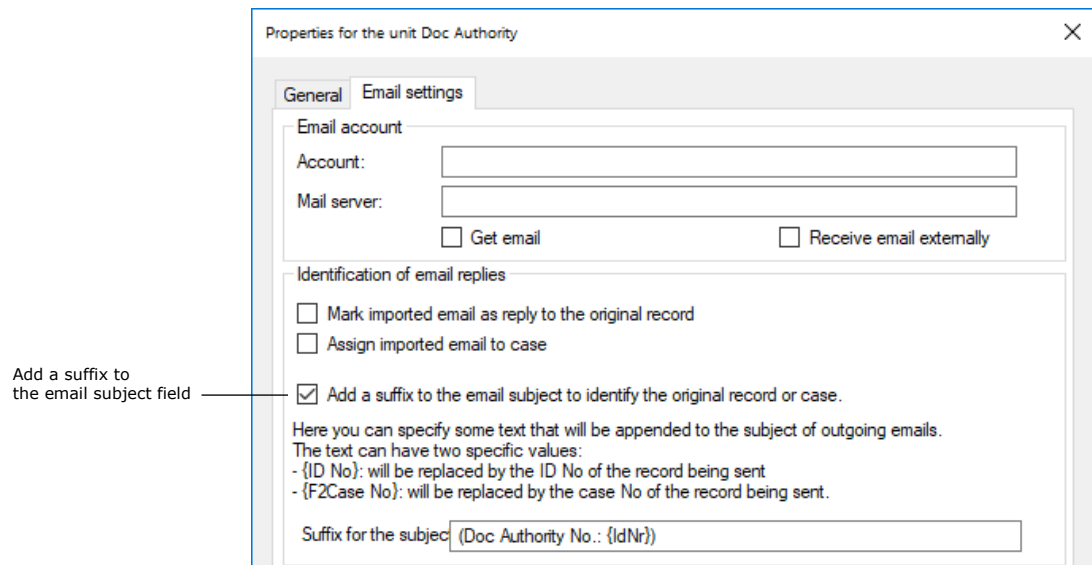 Properties for the unit Doc Authority
General
Email settings
Email account
Account:
Mail server:
Get email
Receive email externally
Identification of email replies
Mark imported email as reply to the original record
Assign imported email to case
Add a suffix to
the email subject field
Add a suffix to the email subject to identify the original record or case.
Here you can specify some text that will be appended to the subject of outgoing emails.
The text can have two specific values:
- {ID No}: will be replaced by the ID No of the record being sent
- {F2Case No}: will be replaced by the case No of the record being sent.
Suffix for the subject (Doc Authority No.: {IdNr})